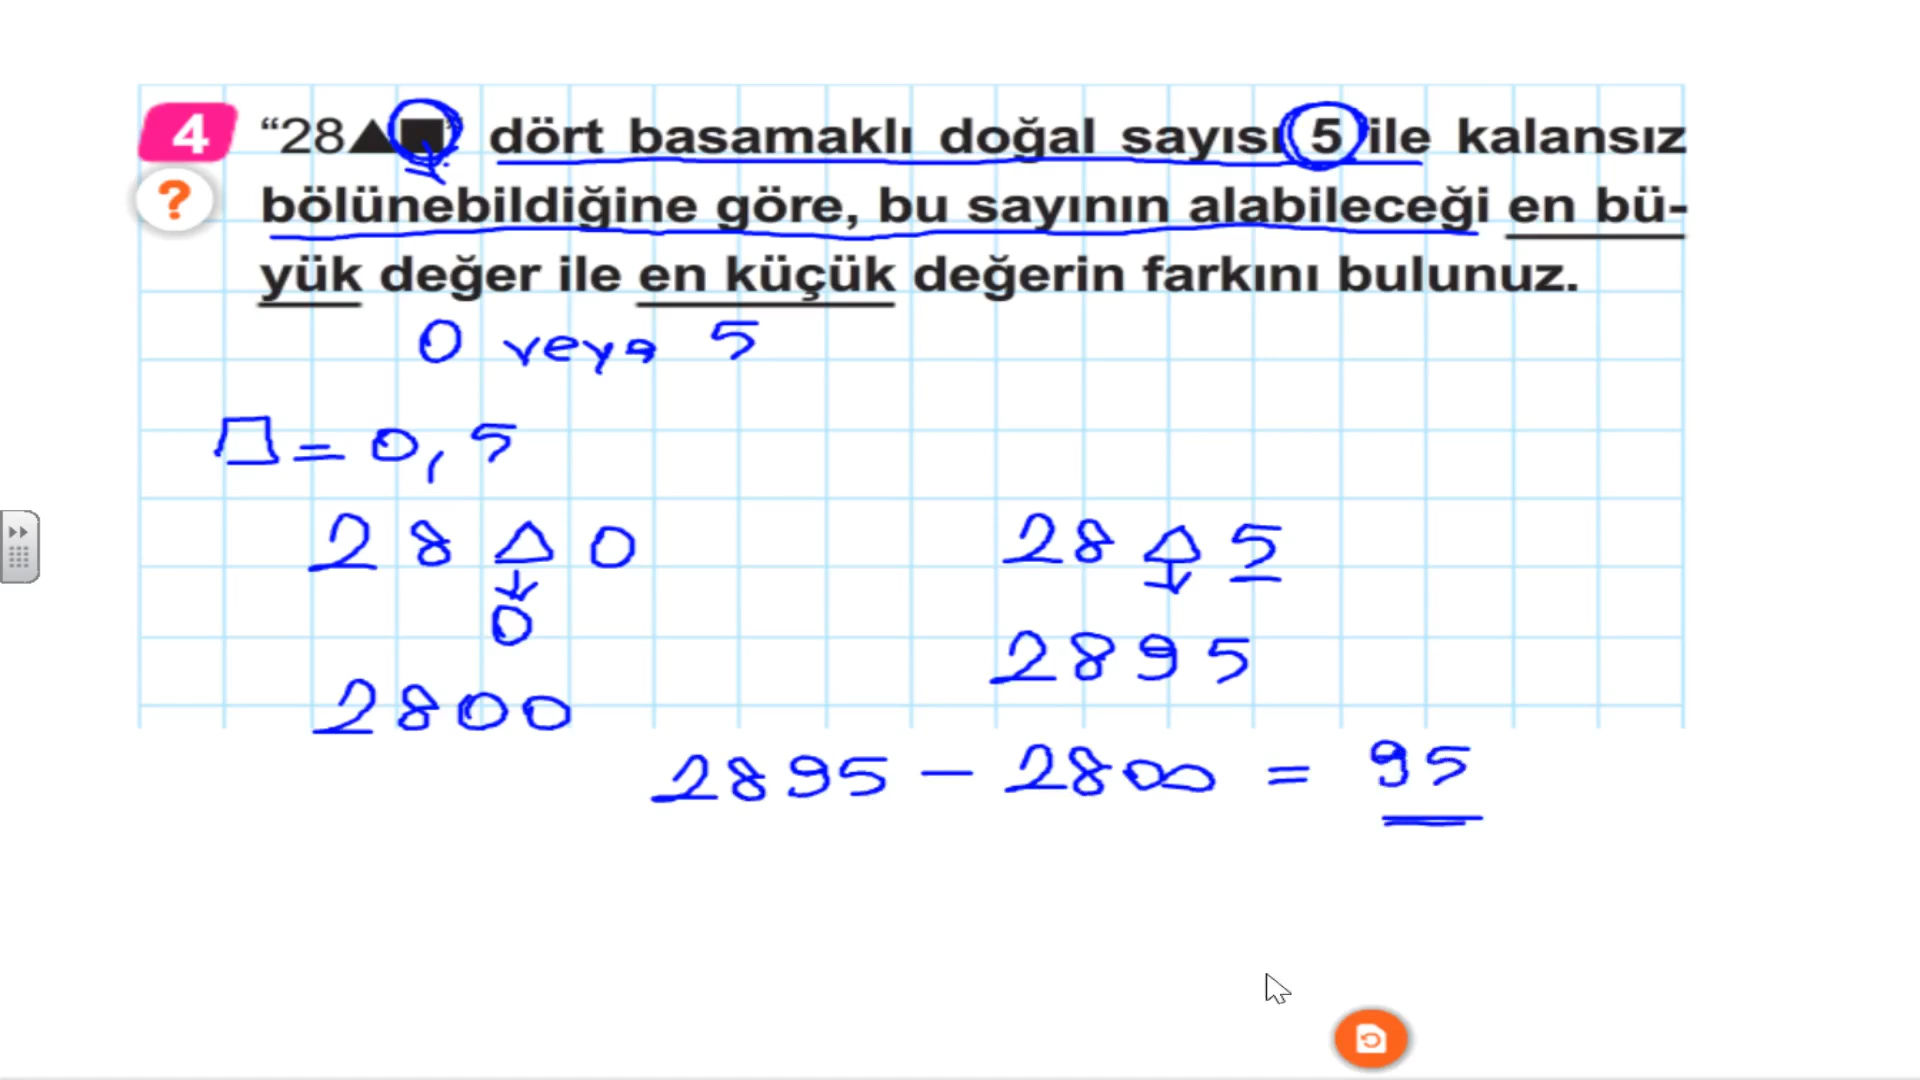 4 “28▲■” dört basamaklı doğal sayısı 5 ile kalansız
? bölünebildiğine göre, bu sayının alabileceği en bü-
yük değer ile en küçük değerin farkını bulunuz.
0 veya 5
□ = 0, 5
28△0 28△5
0
2895
2800
2895 - 2800 = 95